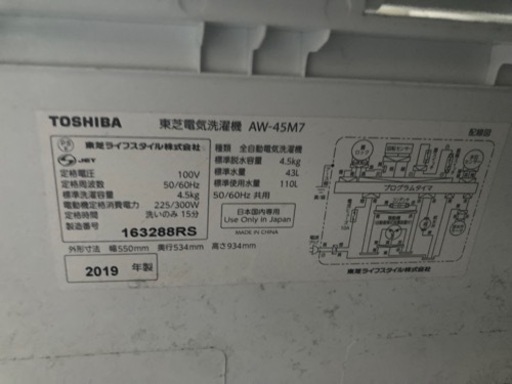 TOSHIBA 東芝電気洗濯機 AW-45M7
配線図
東芝ライフスタイル株式会社
JET
定格電圧 100V
定格周波数 50/60Hz
標準洗濯容量 4.5kg
電動機定格消費電力 225/300W
定格時間 洗いのみ 15分
製造番号
163288RS
種類 全自動電気洗濯機
標準脱水容量 4.5kg
標準水量 43L
標準使用水量 110L
50/60Hz 共用
日本国内専用
Use Only in Japan
MADE IN CHINA
外形寸法 幅550mm 奥行534mm 高さ934mm
2019 年製
プログラムタイマ
東芝ライフスタイル株式会社